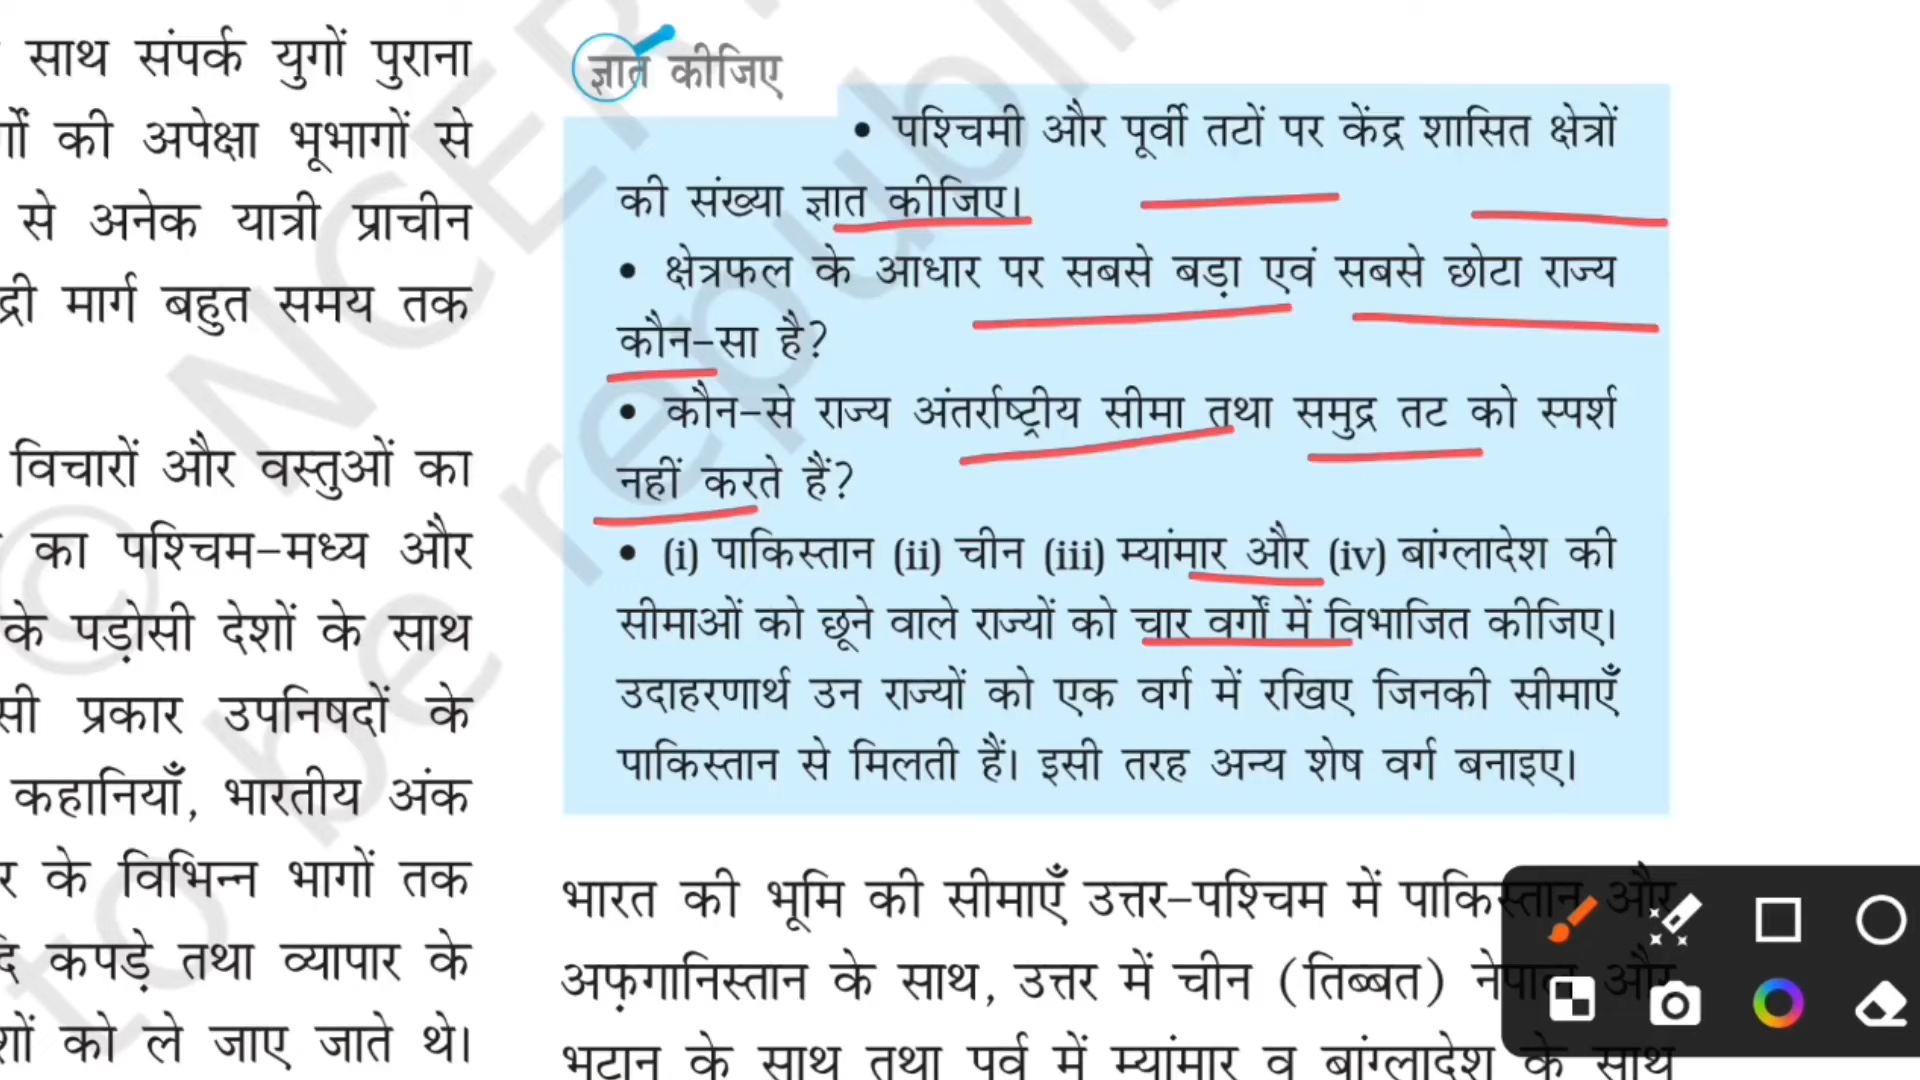 साथ संपर्क युगों पुराना
की अपेक्षा भूभागों से
से अनेक यात्री प्राचीन
मार्ग बहुत समय तक
विचारों और वस्तुओं का
का पश्चिम-मध्य और
के पड़ोसी देशों के साथ
प्रकार उपनिषदों के
कहानियाँ, भारतीय अंक
के विभिन्न भागों तक
कपड़े तथा व्यापार के
को ले जाए जाते थे।
ज्ञात कीजिए
• पश्चिमी और पूर्वी तटों पर केंद्र शासित क्षेत्रों
की संख्या ज्ञात कीजिए।
• क्षेत्रफल के आधार पर सबसे बड़ा एवं सबसे छोटा राज्य
कौन-सा है?
• कौन-से राज्य अंतर्राष्ट्रीय सीमा तथा समुद्र तट को स्पर्श
नहीं करते हैं?
• (i) पाकिस्तान (ii) चीन (iii) म्यांमार और (iv) बांग्लादेश की
सीमाओं को छूने वाले राज्यों को चार वर्गों में विभाजित कीजिए।
उदाहरणार्थ उन राज्यों को एक वर्ग में रखिए जिनकी सीमाएँ
पाकिस्तान से मिलती हैं। इसी तरह अन्य शेष वर्ग बनाइए।
भारत की भूमि की सीमाएँ उत्तर-पश्चिम में पाकिस्तान और
अफ़गानिस्तान के साथ, उत्तर में चीन (तिब्बत) नेपाल और
भूटान के साथ तथा पूर्व में म्यांमार व बांग्लादेश के साथ